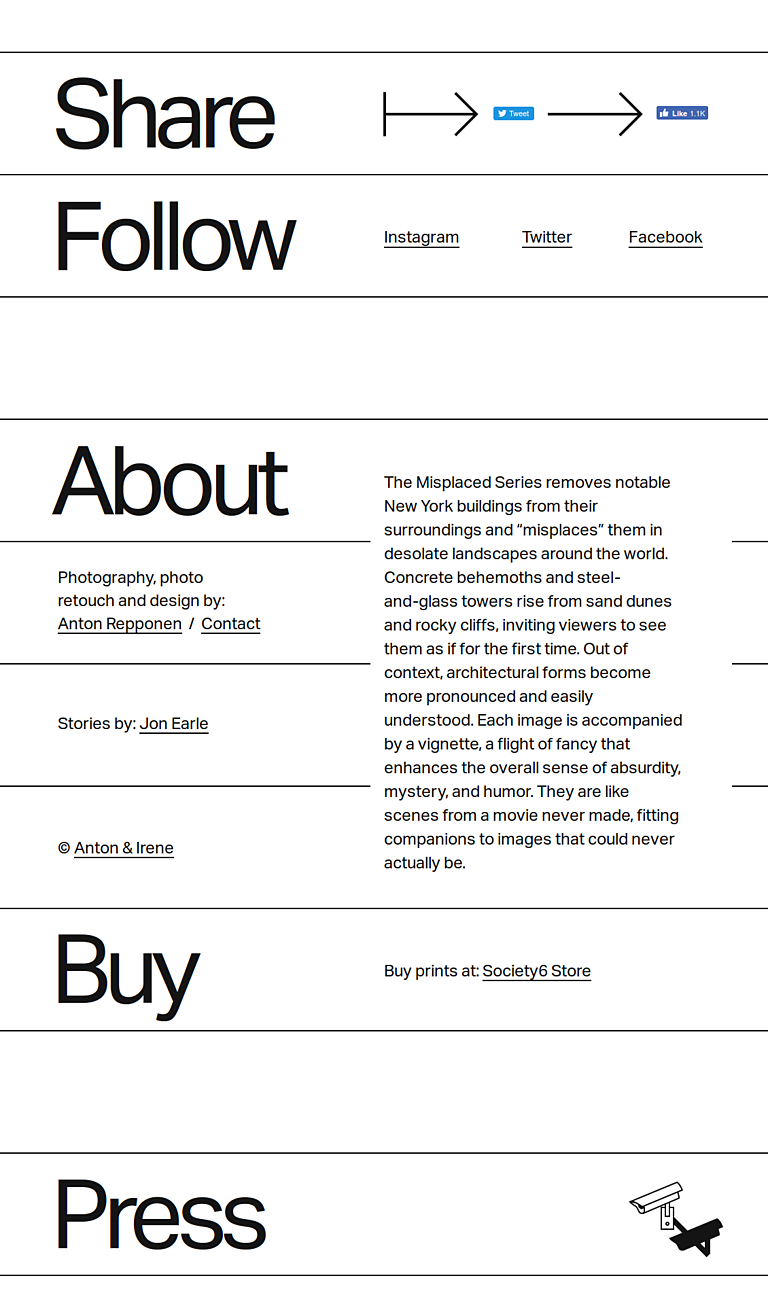 Share
Tweet
Like 1.1K
Follow
Instagram
Twitter
Facebook
About
Photography, photo
retouch and design by:
Anton Repponen / Contact
Stories by: Jon Earle
© Anton & Irene
The Misplaced Series removes notable
New York buildings from their
surroundings and “misplaces” them in
desolate landscapes around the world.
Concrete behemoths and steel-
and-glass towers rise from sand dunes
and rocky cliffs, inviting viewers to see
them as if for the first time. Out of
context, architectural forms become
more pronounced and easily
understood. Each image is accompanied
by a vignette, a flight of fancy that
enhances the overall sense of absurdity,
mystery, and humor. They are like
scenes from a movie never made, fitting
companions to images that could never
actually be.
Buy
Buy prints at: Society6 Store
Press